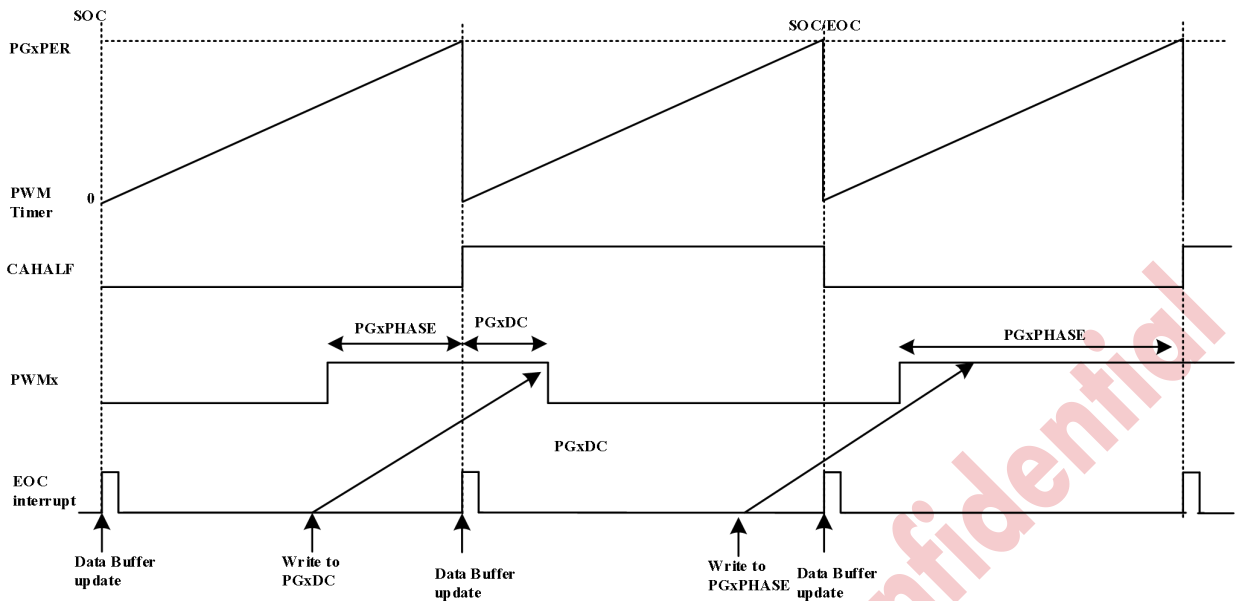 SOC
PGxPER
SOC/EOC
PWM
Timer
0
CAHALF
PGxPHASE
PGxDC
PGxPHASE
PWMx
PGxDC
EOC
interrupt
Data Buffer
update
Write to
PGxDC
Data Buffer
update
Write to
PGxPHASE
Data Buffer
update
nfidential